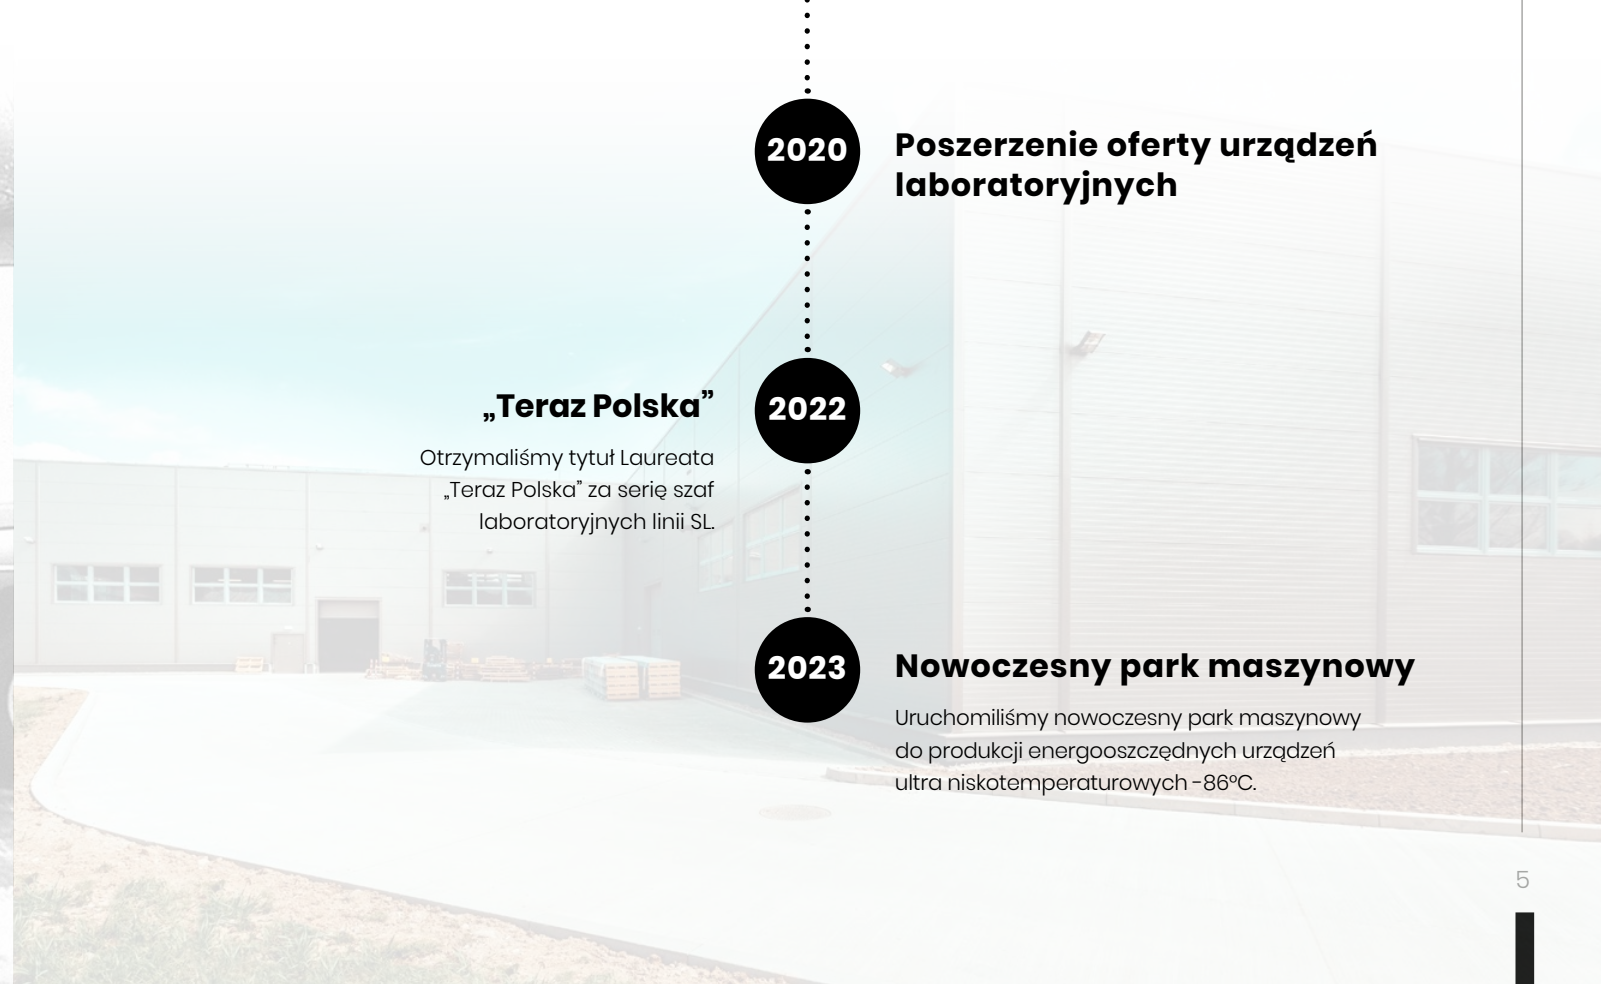 2020
Poszerzenie oferty urządzeń
laboratoryjnych
„Teraz Polska”
2022
Otrzymaliśmy tytuł Laureata
„Teraz Polska” za serię szaf
laboratoryjnych linii SL.
2023
Nowoczesny park maszynowy
Uruchomiliśmy nowoczesny park maszynowy
do produkcji energooszczędnych urządzeń
ultra niskotemperaturowych -86°C.
5